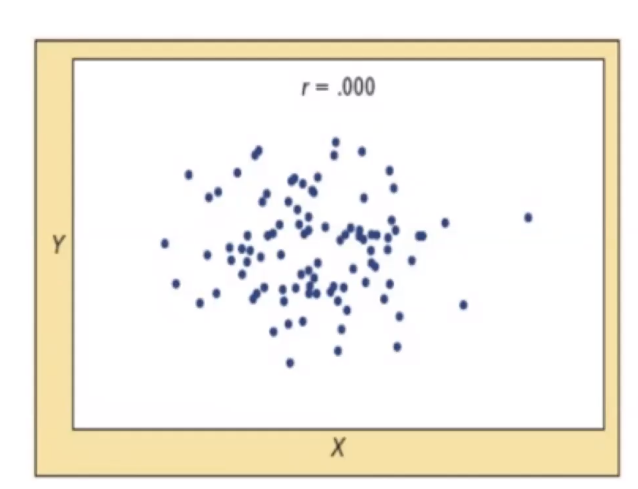 r = .000
Y
X